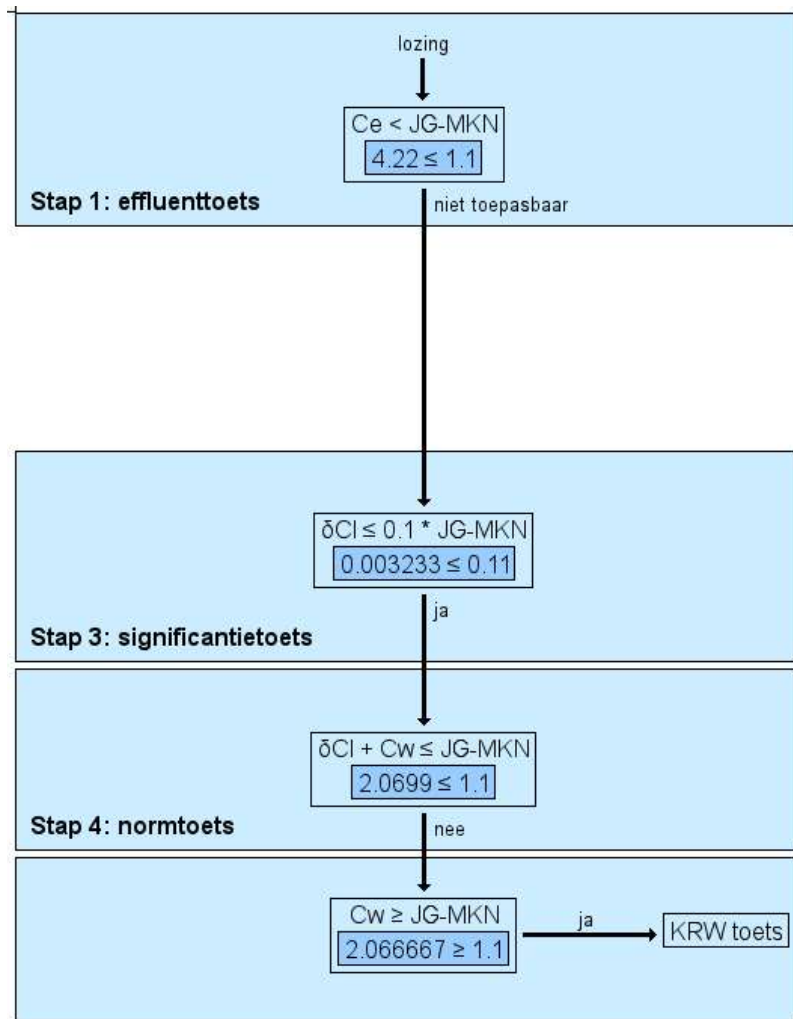 lozing
Ce < JG-MKN
4.22 ≤ 1.1
Stap 1: effluenttoets
niet toepasbaar
δCl ≤ 0.1 * JG-MKN
0.003233 ≤ 0.11
ja
Stap 3: significantietoets
δCl + Cw ≤ JG-MKN
2.0699 ≤ 1.1
Stap 4: normtoets
nee
Cw ≥ JG-MKN
2.066667 ≥ 1.1
ja
KRW toets